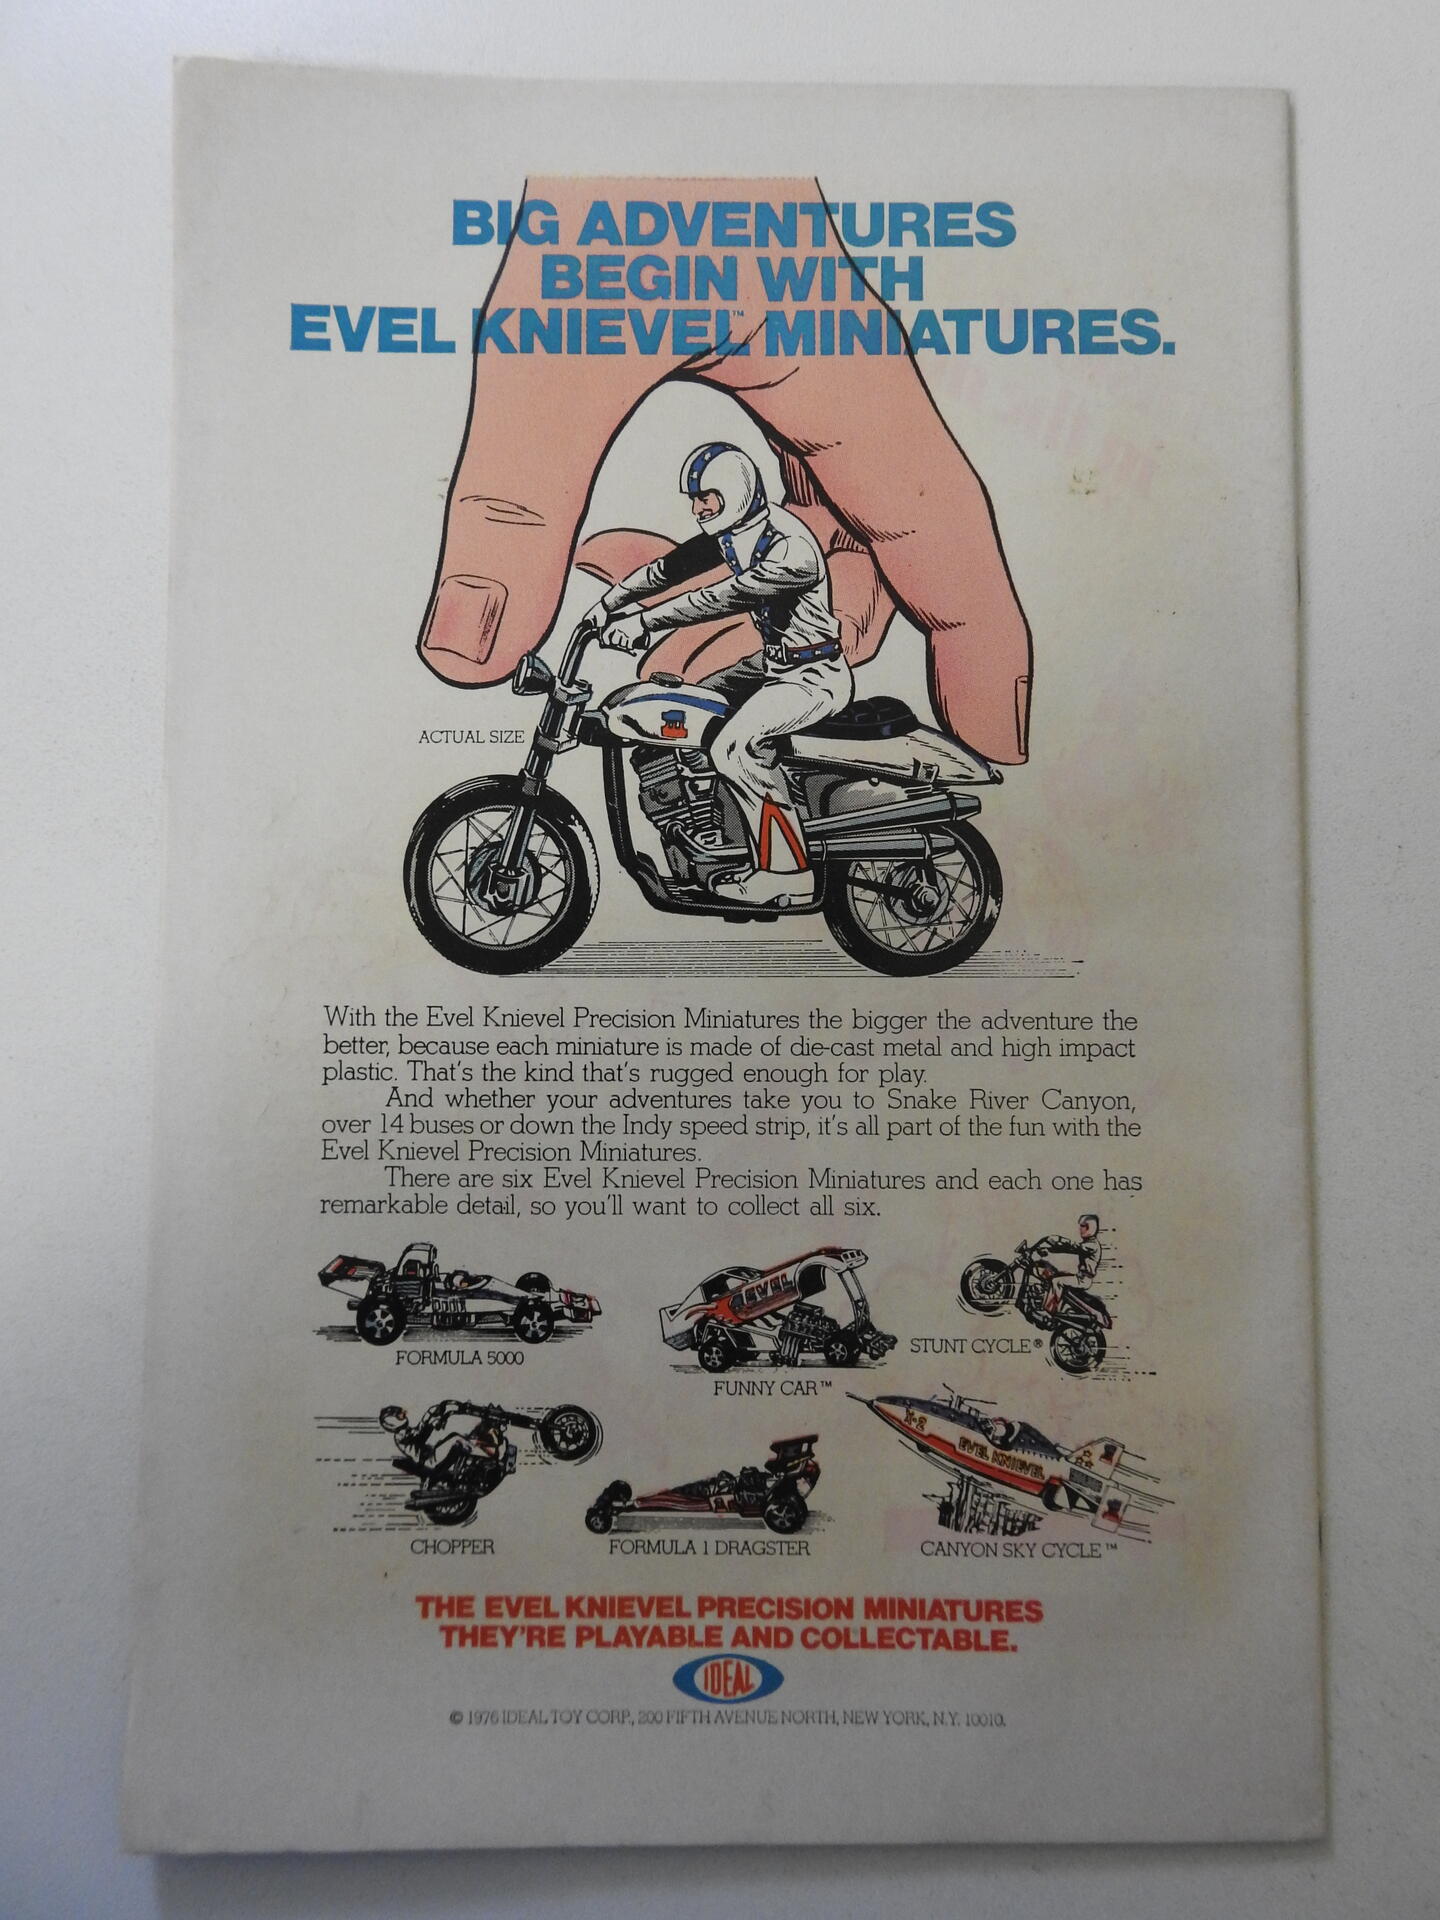 BIG ADVENTURES
BEGIN WITH
EVEL KNIEVEL™ MINIATURES.
ACTUAL SIZE
1
With the Evel Knievel Precision Miniatures the bigger the adventure the
better, because each miniature is made of die-cast metal and high impact
plastic. That's the kind that's rugged enough for play.
And whether your adventures take you to Snake River Canyon,
over 14 buses or down the Indy speed strip, it's all part of the fun with the
Evel Knievel Precision Miniatures.
There are six Evel Knievel Precision Miniatures and each one has
remarkable detail, so you'll want to collect all six.
EVEL
STUNT CYCLE®
FORMULA 5000
FUNNY CAR™
X-2
EVEL KNIEVEL
CHOPPER
FORMULA 1 DRAGSTER
CANYON SKY CYCLE™
THE EVEL KNIEVEL PRECISION MINIATURES
THEY'RE PLAYABLE AND COLLECTABLE.
IDEAL
© 1976 IDEAL TOY CORP., 200 FIFTH AVENUE NORTH, NEW YORK, N.Y. 10010.